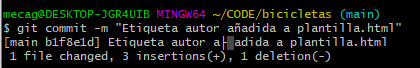 mecag@DESKTOP-JGR4UIB MINGW64 ~/CODE/bicicletas (main)
$ git commit -m "Etiqueta autor añadida a plantilla.html"
[main b1f8e1d] Etiqueta autor añadida a plantilla.html
1 file changed, 3 insertions(+), 1 deletion(-)